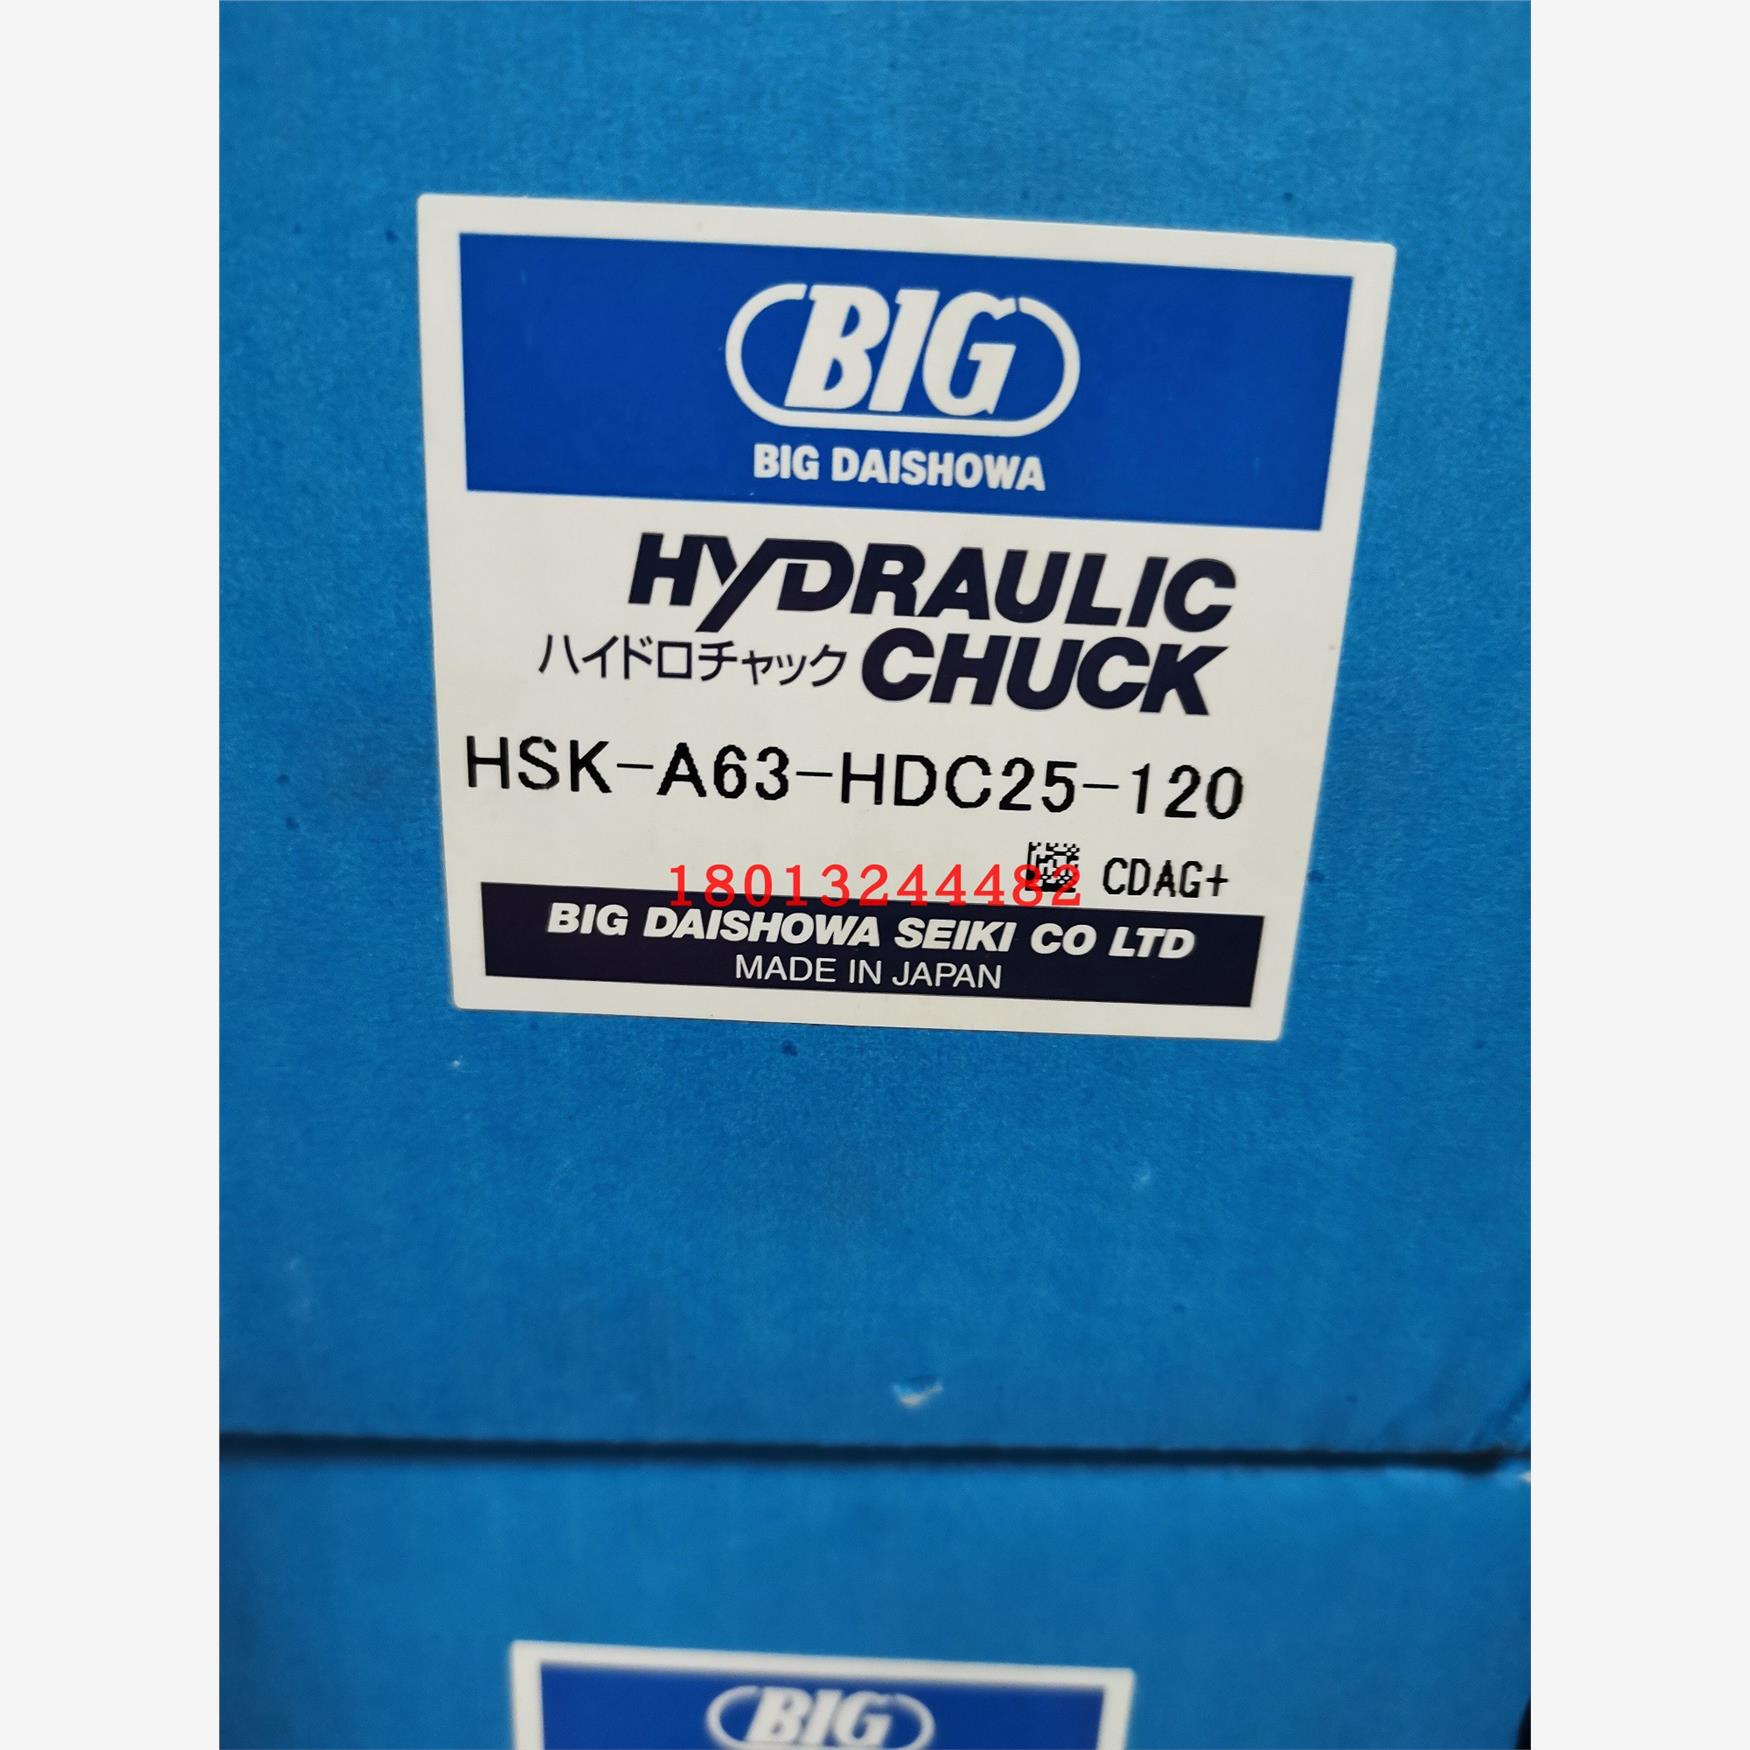 BIG
BIG DAISHOWA
HYDRAULIC
ハイドロチャック CHUCK
HSK-A63-HDC25-120
CDAG+
18013244482
BIG DAISHOWA SEIKI CO LTD
MADE IN JAPAN
BIG